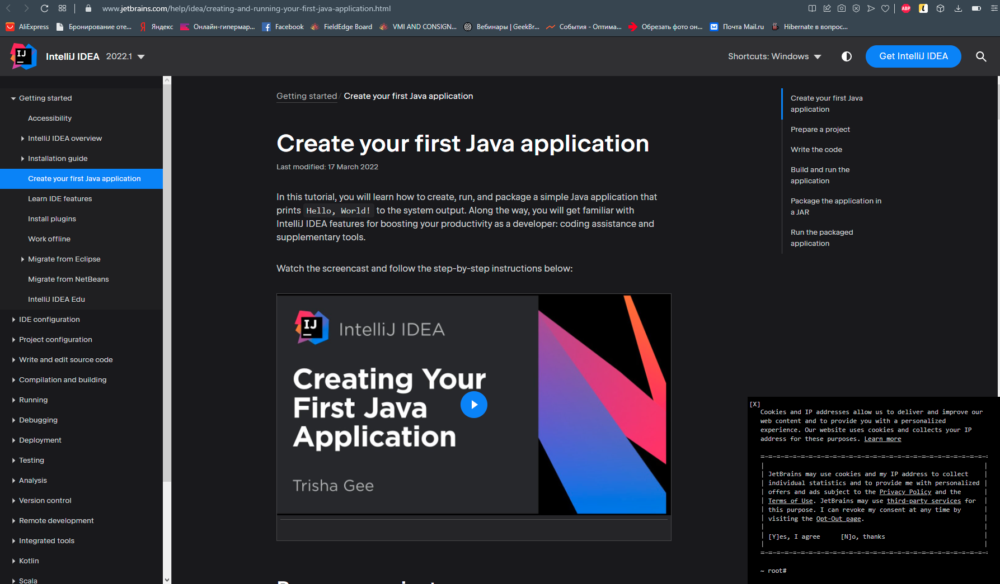 www.jetbrains.com/help/idea/creating-and-running-your-first-java-application.html
ABP
AliExpress
Бронирование оте...
Яндекс
Онлайн-гипермар...
Facebook
FieldEdge Board
VMI AND CONSIGN...
Вебинары | GeekBr...
События - Оптима...
Обрезать фото он...
Почта Mail.ru
Hibernate в вопрос...
IJ
IntelliJ IDEA 2022.1
Shortcuts: Windows
Get IntelliJ IDEA
Getting started
Accessibility
IntelliJ IDEA overview
Installation guide
Create your first Java application
Learn IDE features
Install plugins
Work offline
Migrate from Eclipse
Migrate from NetBeans
IntelliJ IDEA Edu
IDE configuration
Project configuration
Write and edit source code
Compilation and building
Running
Debugging
Deployment
Testing
Analysis
Version control
Remote development
Integrated tools
Kotlin
Scala
Getting started / Create your first Java application
Create your first Java application
Last modified: 17 March 2022
In this tutorial, you will learn how to create, run, and package a simple Java application that
prints Hello, World! to the system output. Along the way, you will get familiar with
IntelliJ IDEA features for boosting your productivity as a developer: coding assistance and
supplementary tools.
Watch the screencast and follow the step-by-step instructions below:
IJ
IntelliJ IDEA
Creating Your
First Java
Application
Trisha Gee
Create your first Java
application
Prepare a project
Write the code
Build and run the
application
Package the application in
a JAR
Run the packaged
application
[X]
Cookies and IP addresses allow us to deliver and improve our
web content and to provide you with a personalized
experience. Our website uses cookies and collects your IP
address for these purposes. Learn more
JetBrains may use cookies and my IP address to collect
individual statistics and to provide me with personalized
offers and ads subject to the Privacy Policy and the
Terms of Use. JetBrains may use third-party services for
this purpose. I can revoke my consent at any time by
visiting the Opt-Out page.
[Y]es, I agree [N]o, thanks
~ root#